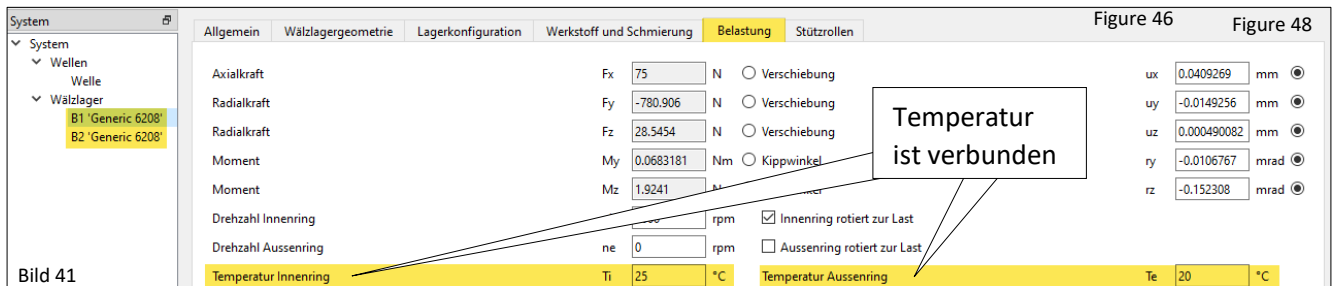 System
System
Wellen
Welle
Wälzlager
B1 'Generic 6208'
B2 'Generic 6208'
Bild 41
Allgemein Wälzlagergeometrie Lagerkonfiguration Werkstoff und Schmierung Belastung Stützrollen
Figure 46 Figure 48
Axialkraft Fx 75 N Verschiebung ux 0.0409269 mm
Radialkraft Fy -780.906 N Verschiebung uy -0.0149256 mm
Radialkraft Fz 28.5454 N Verschiebung uz 0.000490082 mm
Moment My 0.0683181 Nm Kippwinkel ry -0.0106767 mrad
Moment Mz 1.9241 rz -0.152308 mrad
Temperatur
ist verbunden
Drehzahl Innenring rpm Innenring rotiert zur Last
Drehzahl Aussenring ne 0 rpm Aussenring rotiert zur Last
Temperatur Innenring Ti 25 °C Temperatur Aussenring Te 20 °C